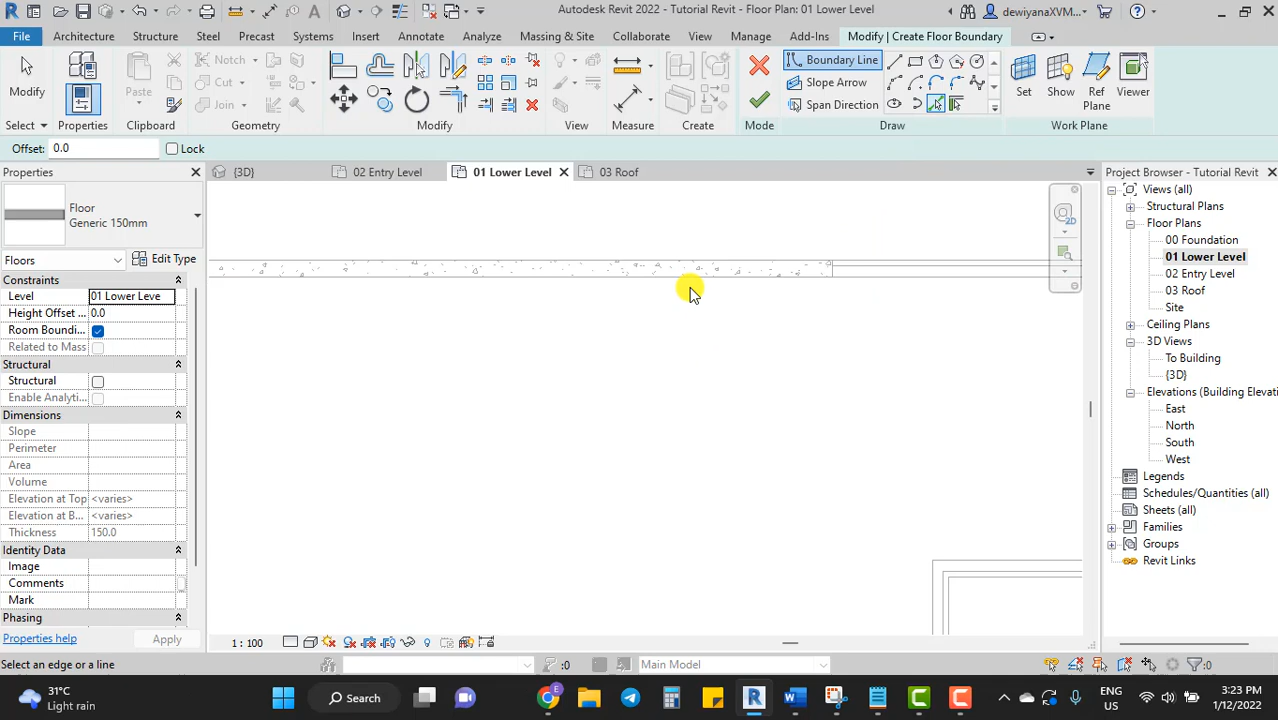 Autodesk Revit 2022 - Tutorial Revit - Floor Plan: 01 Lower Level
dewiyanaXVM...
File Architecture Structure Steel Precast Systems Insert Annotate Analyze Massing & Site Collaborate View Manage Add-Ins Modify | Create Floor Boundary
Modify
Paste
Notch
Cut
Join
Boundary Line
Slope Arrow
Span Direction
Set Show Ref Plane Viewer
Select Properties Clipboard Geometry Modify View Measure Create Mode Draw Work Plane
Offset: 0.0 Lock
Properties
{3D} 02 Entry Level 01 Lower Level 03 Roof
Project Browser - Tutorial Revit
Floor
Generic 150mm
Floors Edit Type
Constraints
Level 01 Lower Leve
Height Offset ... 0.0
Room Boundi...
Related to Mass
Structural
Structural
Enable Analyti...
Dimensions
Slope
Perimeter
Area
Volume
Elevation at Top <varies>
Elevation at B... <varies>
Thickness 150.0
Identity Data
Image
Comments
Mark
Phasing
Properties help Apply
2D
Views (all)
Structural Plans
Floor Plans
00 Foundation
01 Lower Level
02 Entry Level
03 Roof
Site
Ceiling Plans
3D Views
To Building
{3D}
Elevations (Building Elevati
East
North
South
West
Legends
Schedules/Quantities (all)
Sheets (all)
Families
Groups
Revit Links
1 : 100
Select an edge or a line
:0
Main Model
:0
31°C
Light rain
Search
ENG
US
3:23 PM
1/12/2022